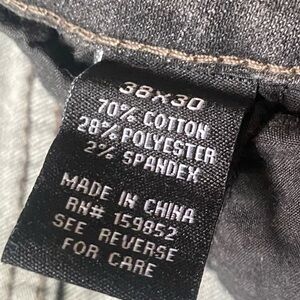 38X30
70% COTTON
28% POLYESTER
2% SPANDEX
MADE IN CHINA
RN# 159852
SEE REVERSE
FOR CARE